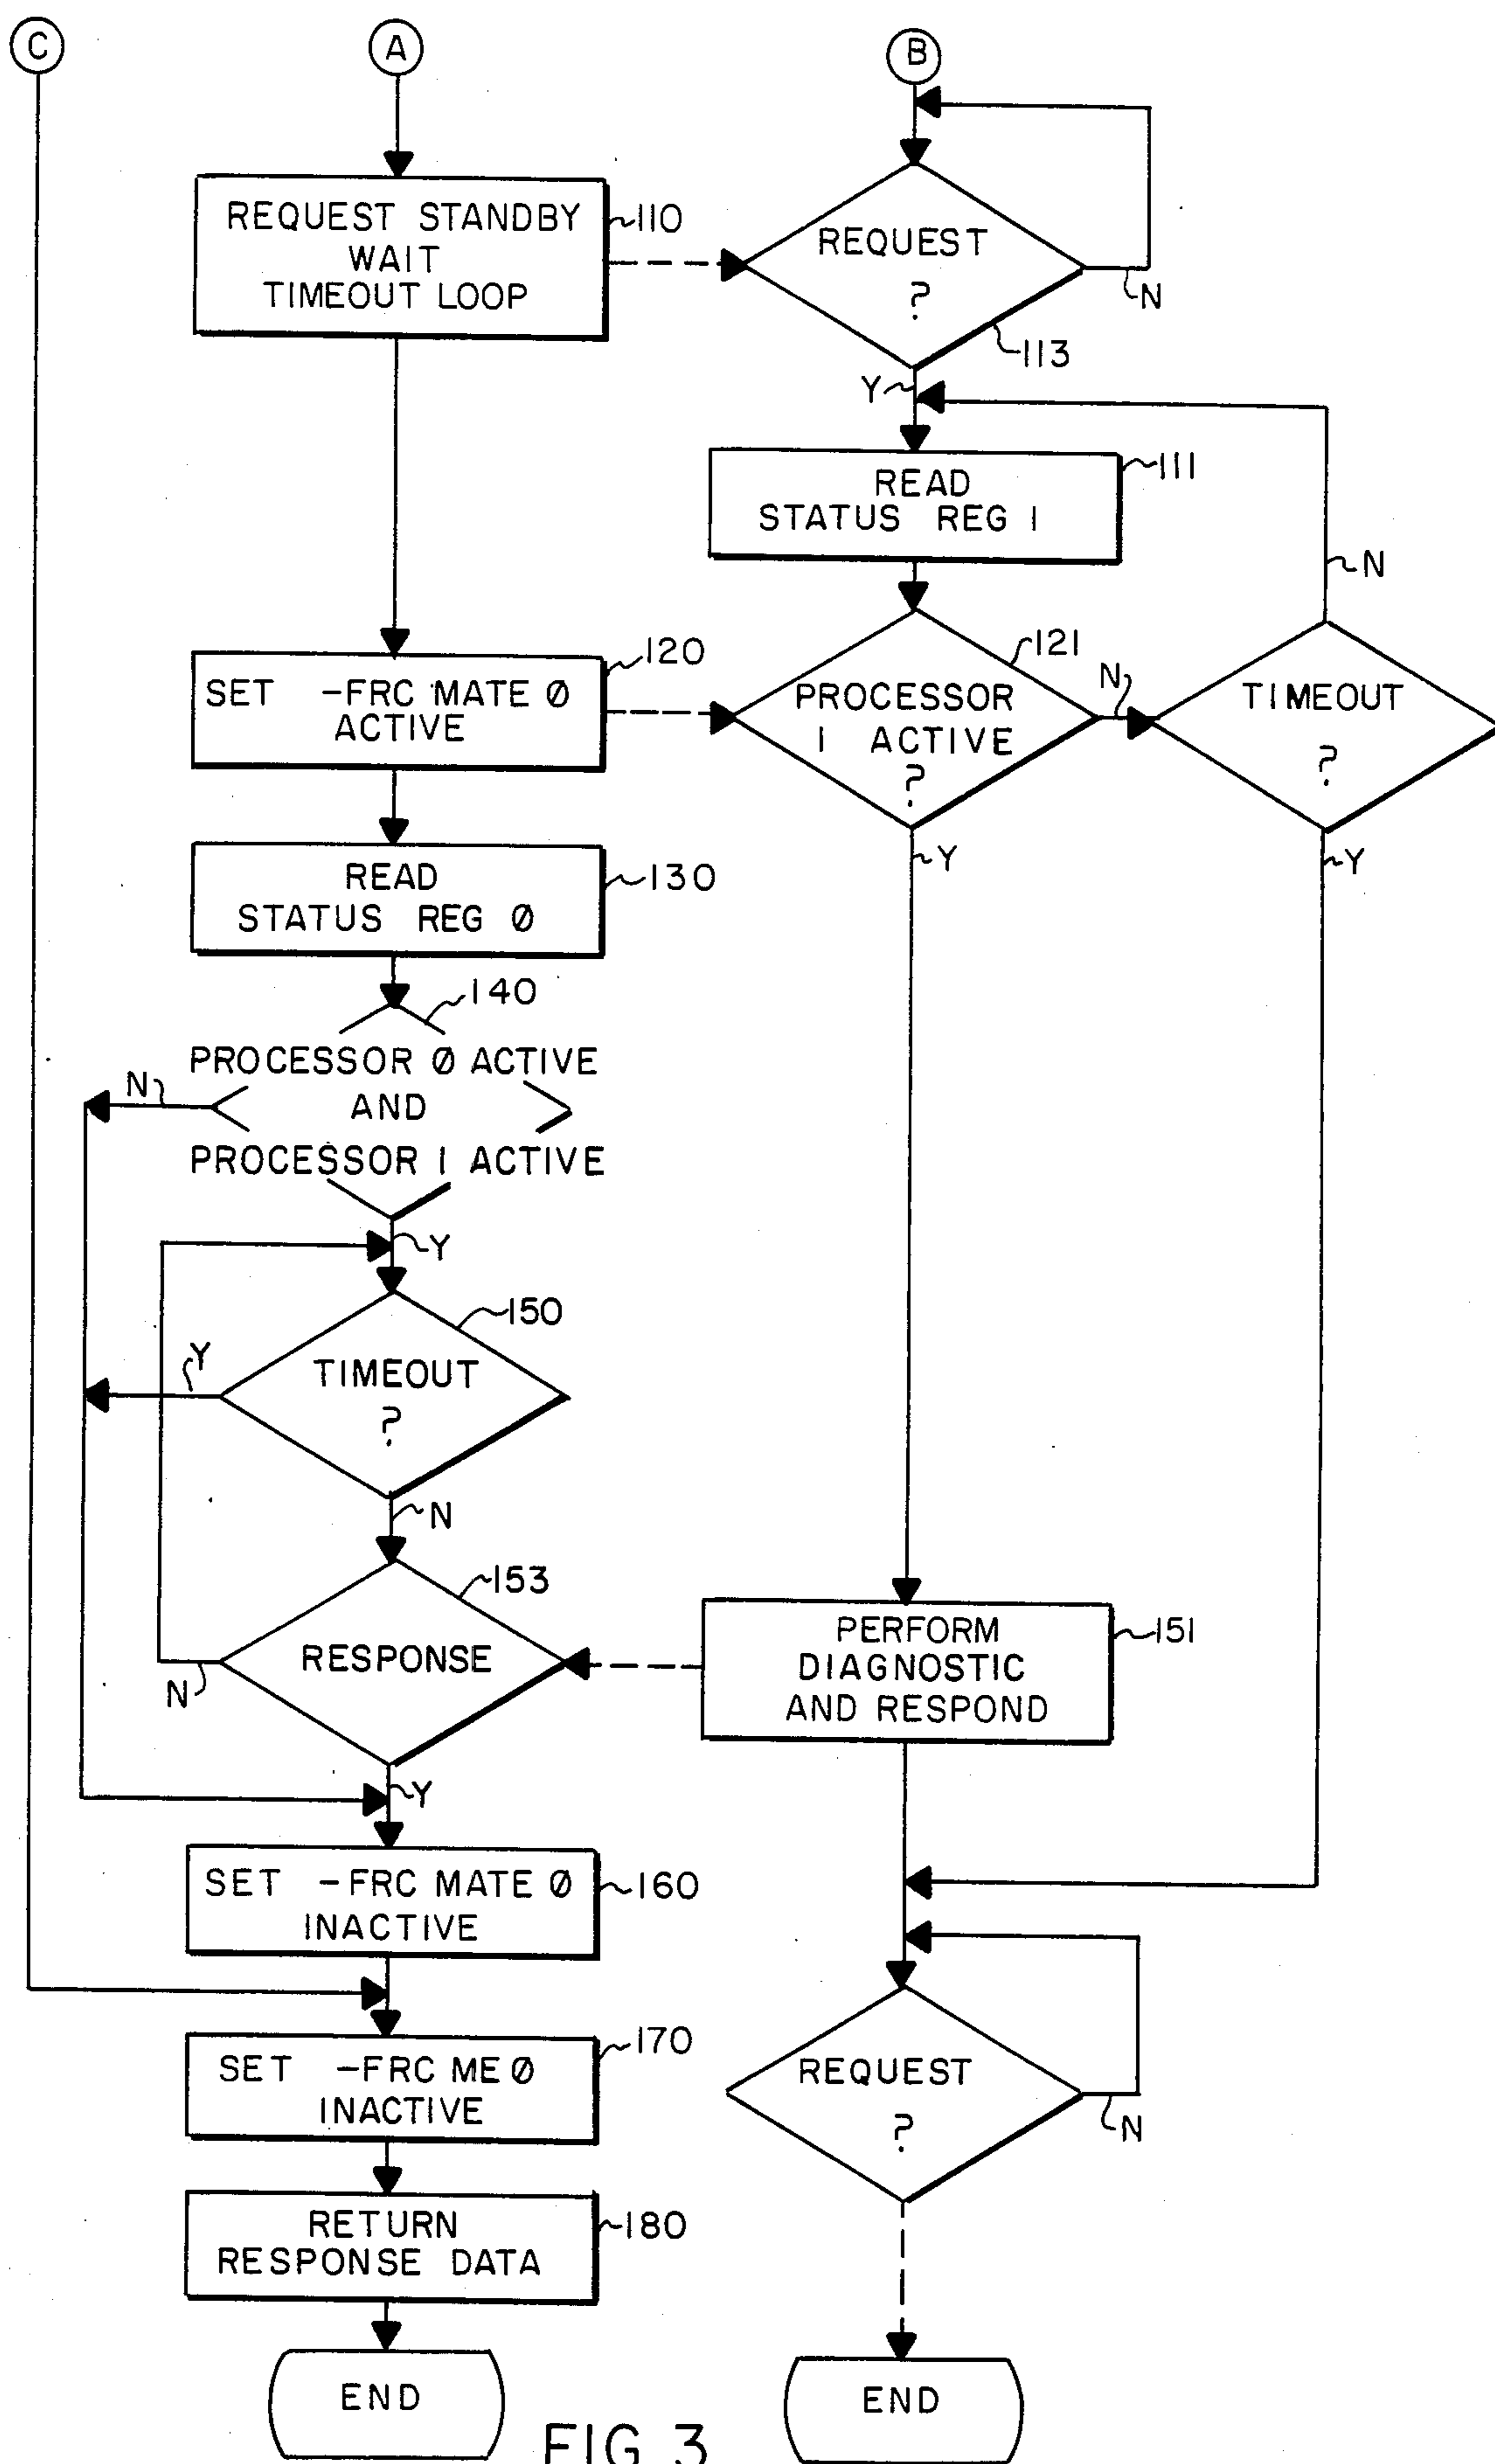 C
A
B
REQUEST STANDBY
WAIT
TIMEOUT LOOP
110
REQUEST
?
N
113
Y
READ
STATUS REG 1
111
N
SET -FRC MATE Ø
ACTIVE
120
PROCESSOR
1 ACTIVE
?
121
N
TIMEOUT
?
Y
Y
READ
STATUS REG Ø
130
140
PROCESSOR Ø ACTIVE
AND
PROCESSOR 1 ACTIVE
N
Y
150
TIMEOUT
?
Y
N
153
RESPONSE
N
Y
PERFORM
DIAGNOSTIC
AND RESPOND
151
SET -FRC MATE Ø
INACTIVE
160
SET -FRC ME Ø
INACTIVE
170
REQUEST
?
N
RETURN
RESPONSE DATA
180
END
END
FIG. 3